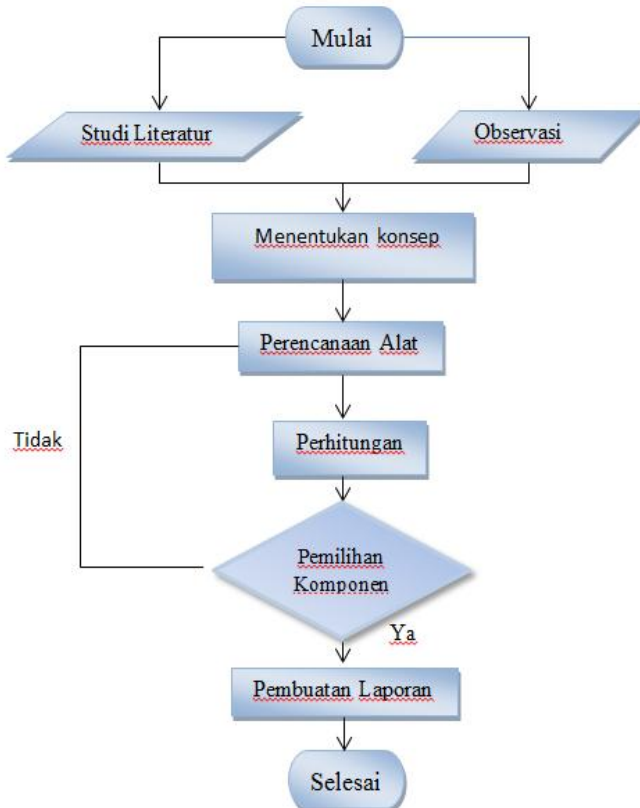 Mulai
Studi Literatur
Observasi
Menentukan konsep
Perencanaan Alat
Perhitungan
Tidak
Pemilihan
Komponen
Ya
Pembuatan Laporan
Selesai